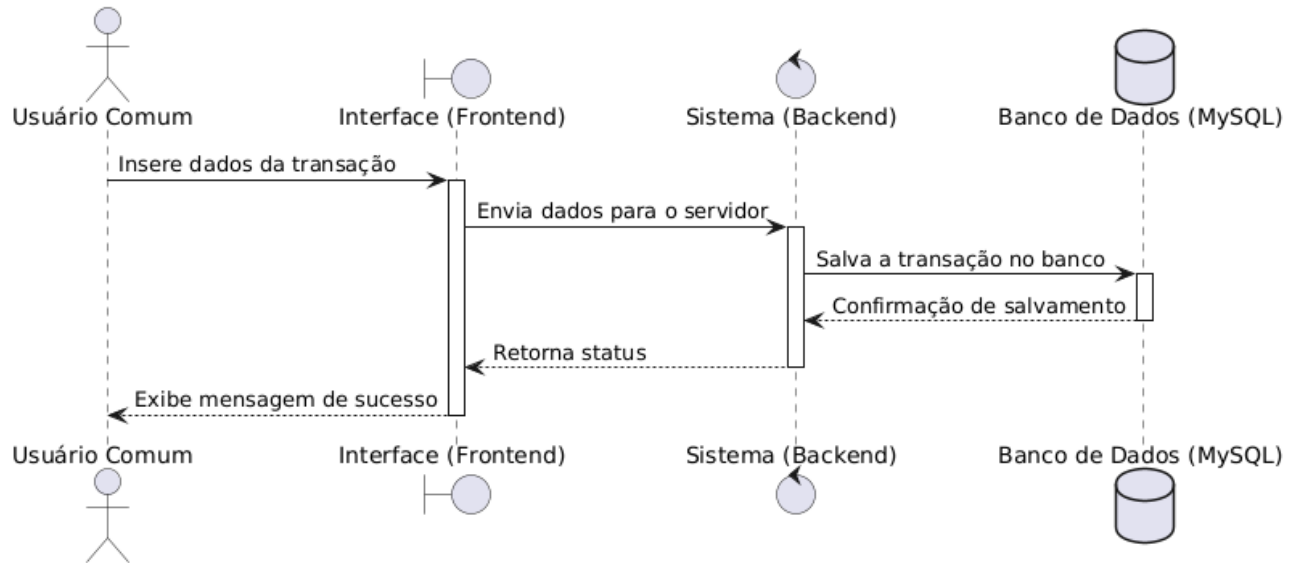 Usuário Comum
Interface (Frontend)
Sistema (Backend)
Banco de Dados (MySQL)
Insere dados da transação
Envia dados para o servidor
Salva a transação no banco
Confirmação de salvamento
Retorna status
Exibe mensagem de sucesso
Usuário Comum
Interface (Frontend)
Sistema (Backend)
Banco de Dados (MySQL)